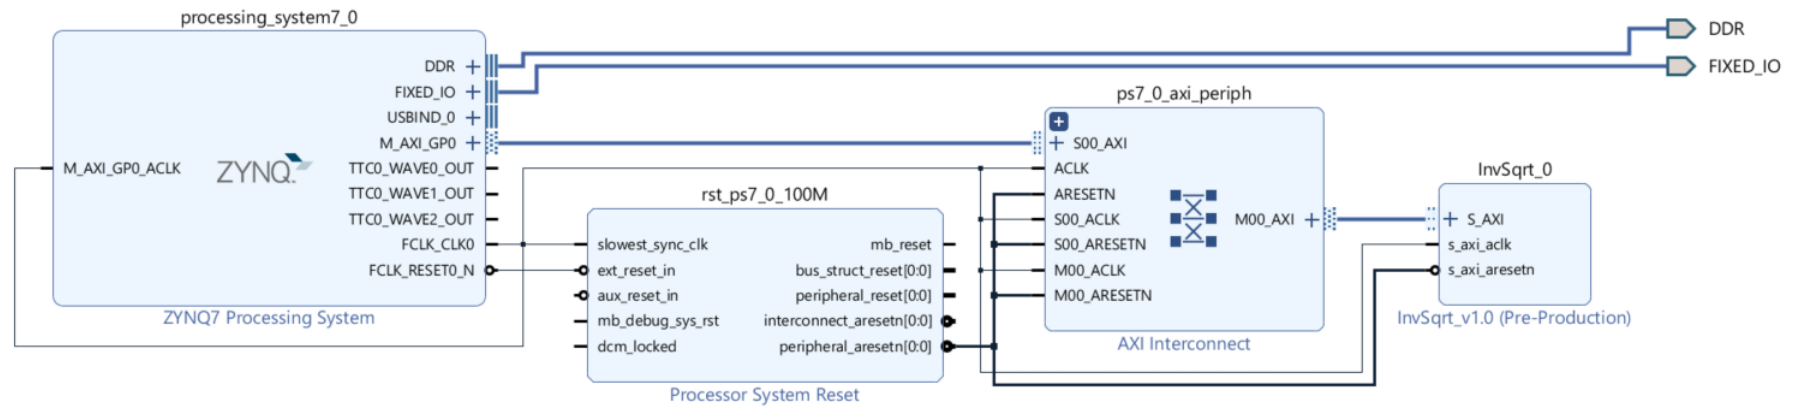 processing_system7_0
DDR
FIXED_IO
USBIND_0
M_AXI_GP0
M_AXI_GP0_ACLK
ZYNQ.
TTC0_WAVE0_OUT
TTC0_WAVE1_OUT
TTC0_WAVE2_OUT
FCLK_CLK0
FCLK_RESET0_N
ZYNQ7 Processing System
rst_ps7_0_100M
slowest_sync_clk
ext_reset_in
aux_reset_in
mb_debug_sys_rst
dcm_locked
mb_reset
bus_struct_reset[0:0]
peripheral_reset[0:0]
interconnect_aresetn[0:0]
peripheral_aresetn[0:0]
Processor System Reset
ps7_0_axi_periph
S00_AXI
ACLK
ARESETN
S00_ACLK
S00_ARESETN
M00_ACLK
M00_ARESETN
M00_AXI
AXI Interconnect
InvSqrt_0
S_AXI
s_axi_aclk
s_axi_aresetn
InvSqrt_v1.0 (Pre-Production)
DDR
FIXED_IO